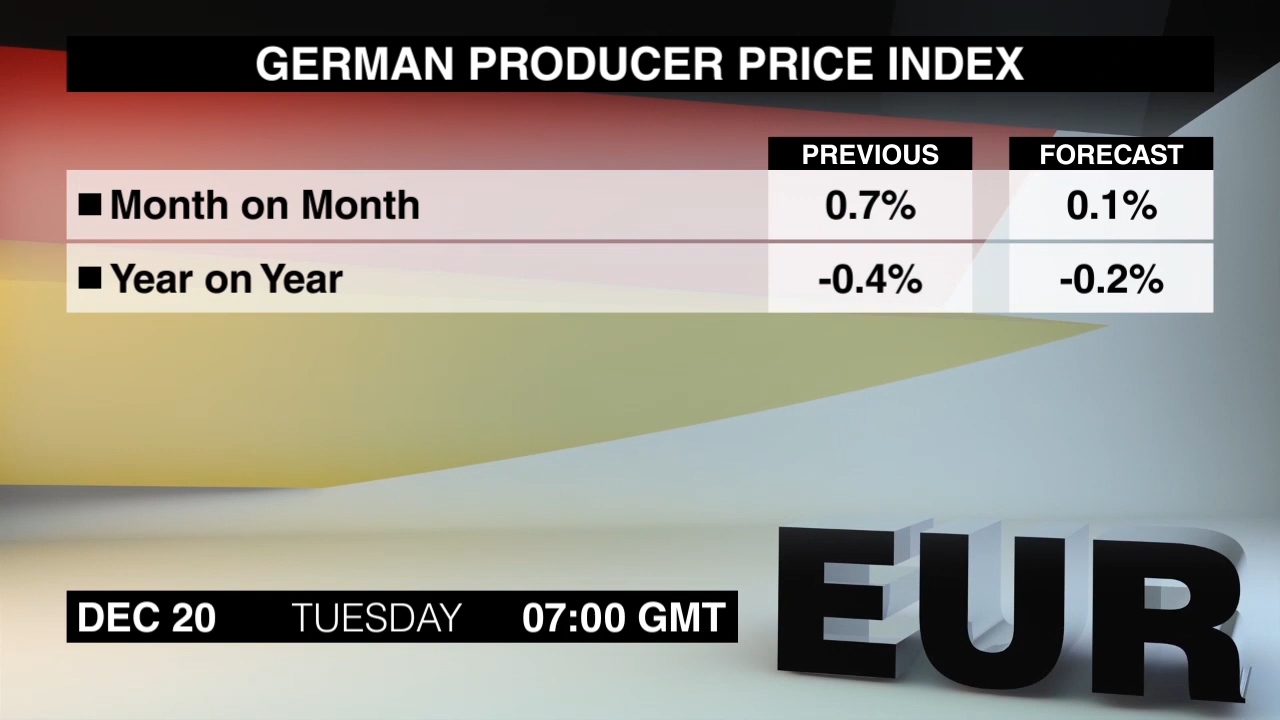 GERMAN PRODUCER PRICE INDEX
PREVIOUS FORECAST
■ Month on Month 0.7% 0.1%
■ Year on Year -0.4% -0.2%
DEC 20 TUESDAY 07:00 GMT
EUR